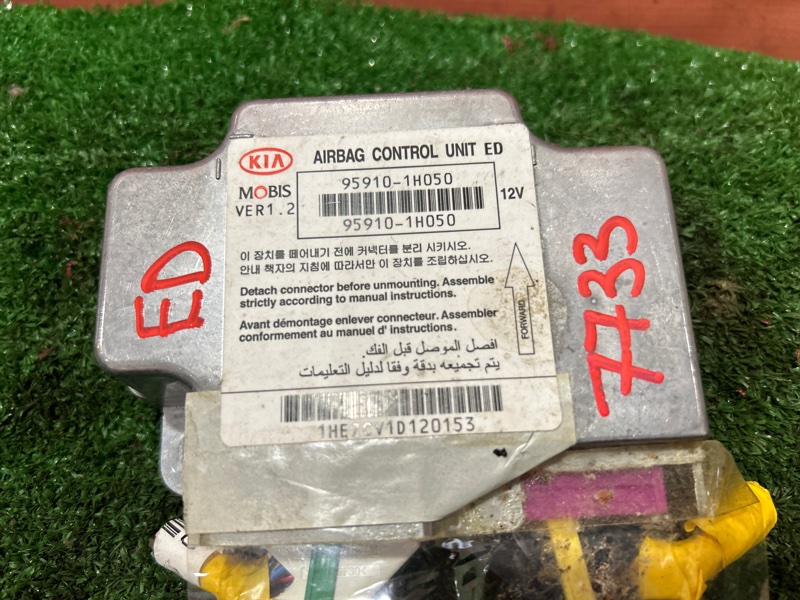 KIA AIRBAG CONTROL UNIT ED
MOBIS
VER1.2
95910-1H050
95910-1H050
12V
이 장치를 떼어내기 전에 커넥터를 분리 시키시오.
안내 책자의 지침에 따라서만 이 장치를 조립하십시오.
Detach connector before unmounting. Assemble
strictly according to manual instructions.
Avant démontage enlever connecteur. Assembler
conformement au manuel d' instructions.
افصل الموصل قبل الفك.
يتم تجميعه بدقة وفقا لدليل التعليمات
FORWARD
ED
7733